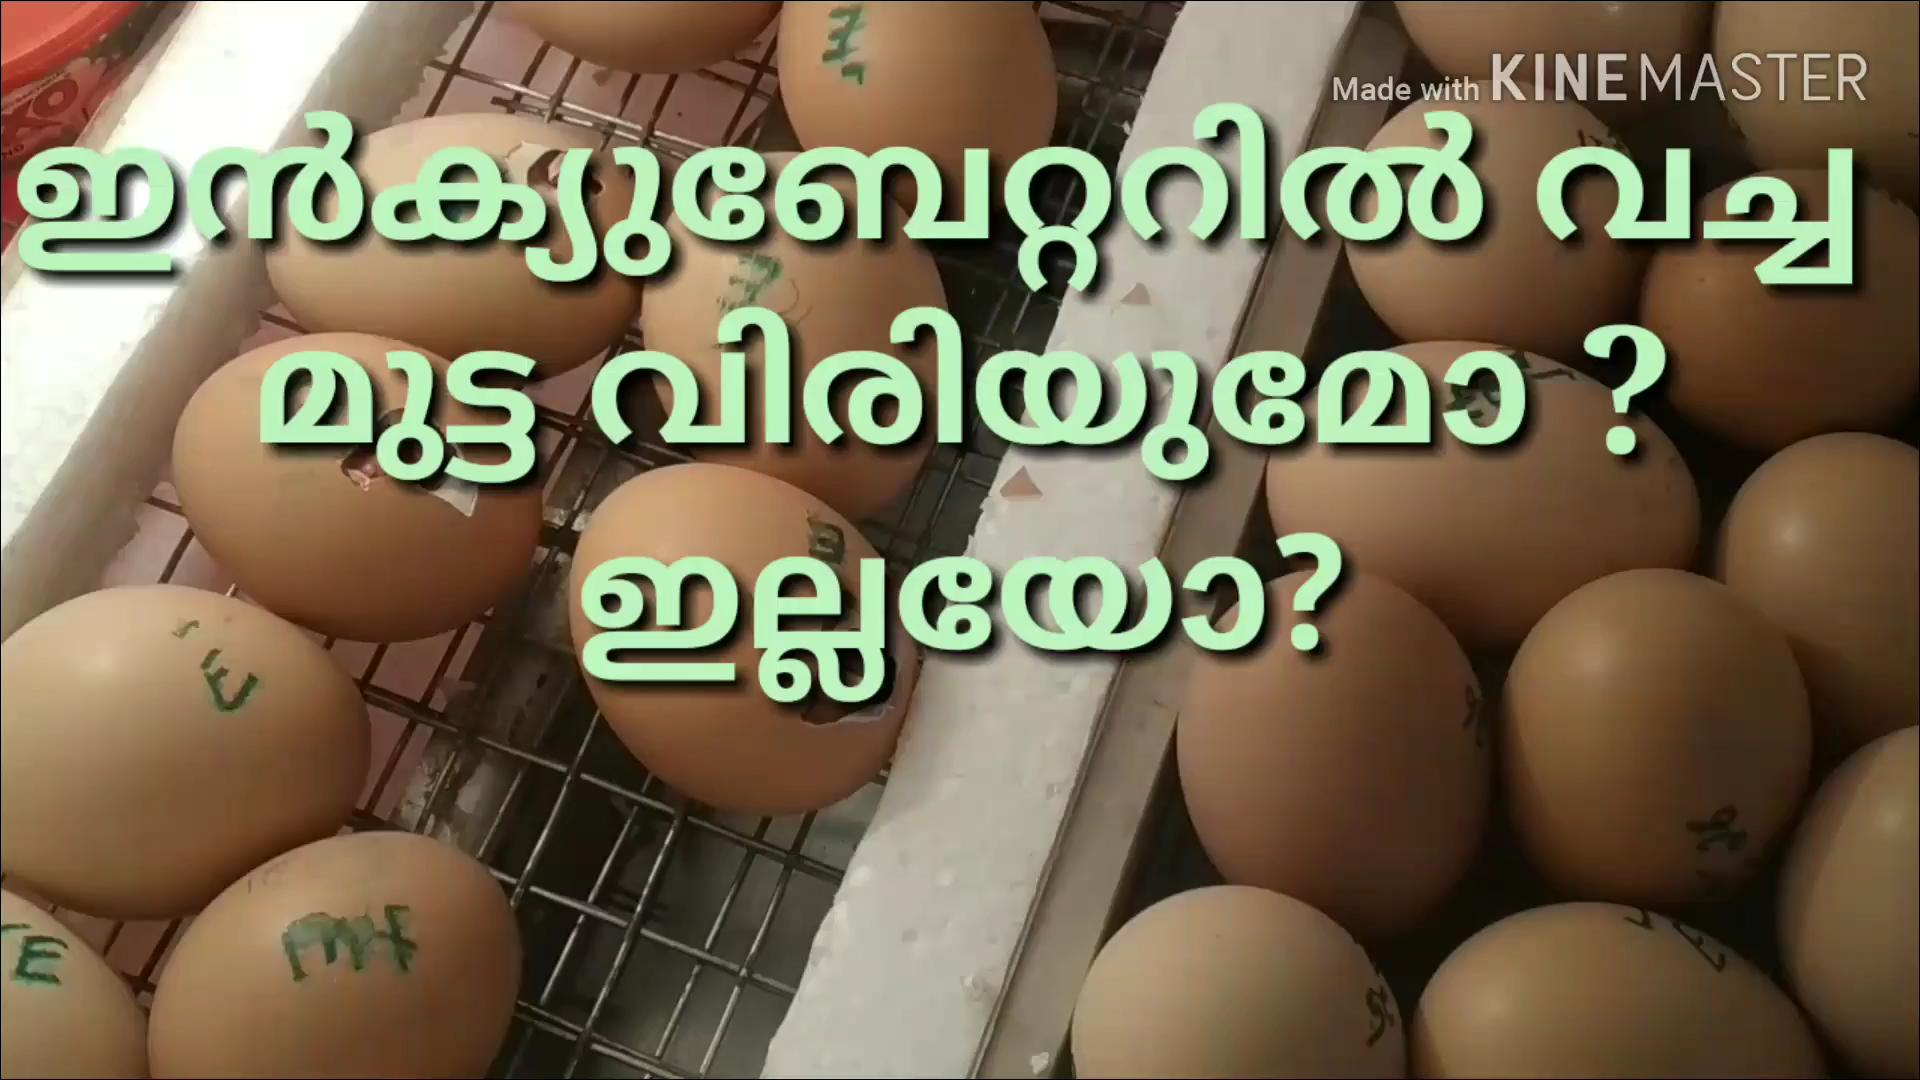 Made with KINEMASTER
ഇൻക്യുബേറ്ററിൽ വച്ച
മുട്ട വിരിയുമോ ?
ഇല്ലയോ?
E
E